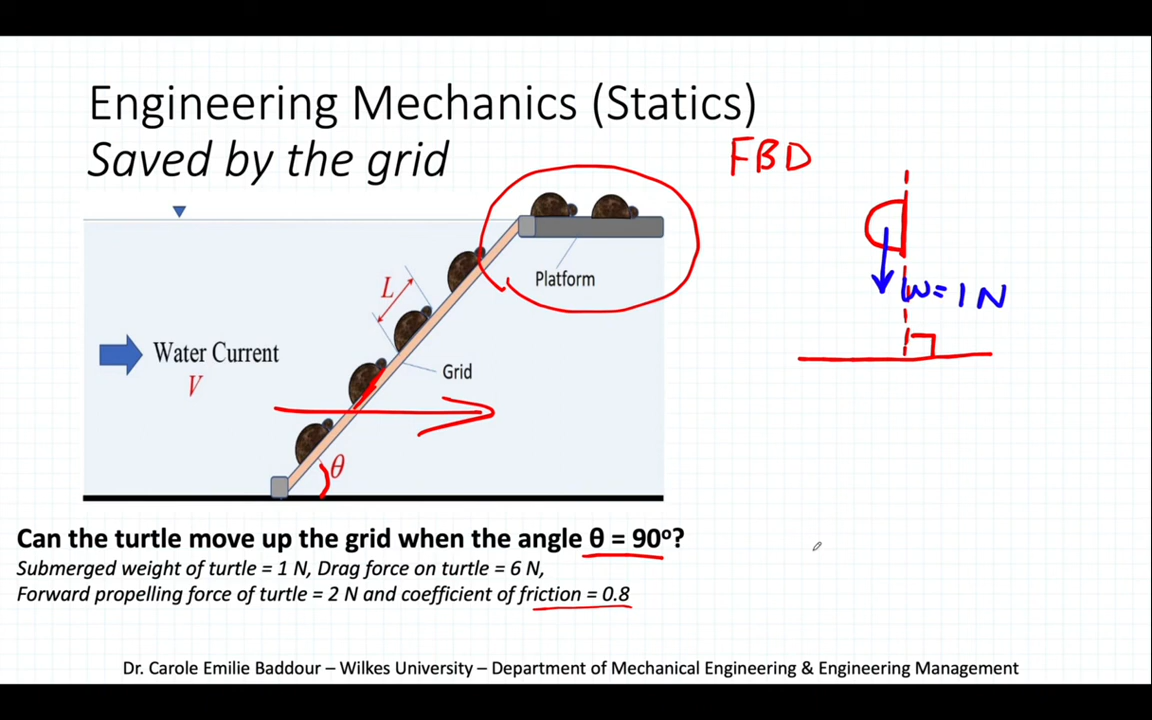 Engineering Mechanics (Statics)
Saved by the grid
FBD
W=1N
L
Platform
Water Current
V
Grid
θ
Can the turtle move up the grid when the angle θ = 90º?
Submerged weight of turtle = 1 N, Drag force on turtle = 6 N,
Forward propelling force of turtle = 2 N and coefficient of friction = 0.8
Dr. Carole Emilie Baddour – Wilkes University – Department of Mechanical Engineering & Engineering Management